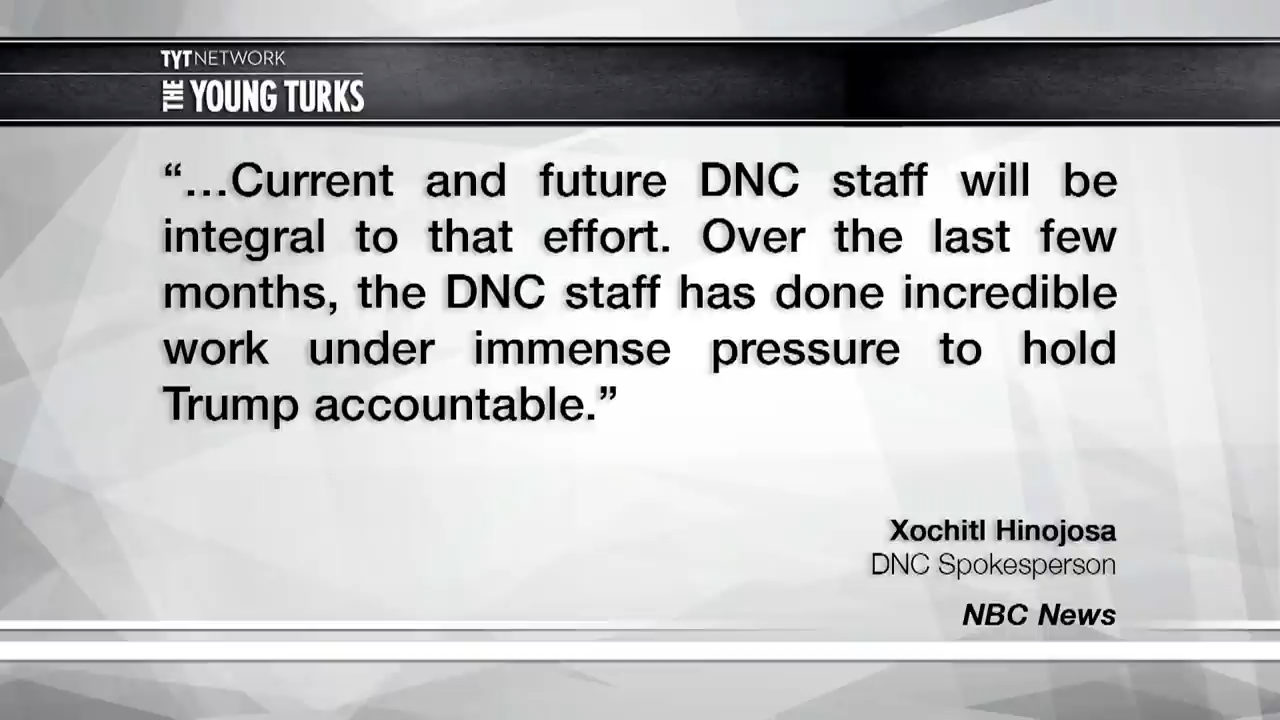 TYT NETWORK
THE YOUNG TURKS
“…Current and future DNC staff will be
integral to that effort. Over the last few
months, the DNC staff has done incredible
work under immense pressure to hold
Trump accountable.”
Xochitl Hinojosa
DNC Spokesperson
NBC News